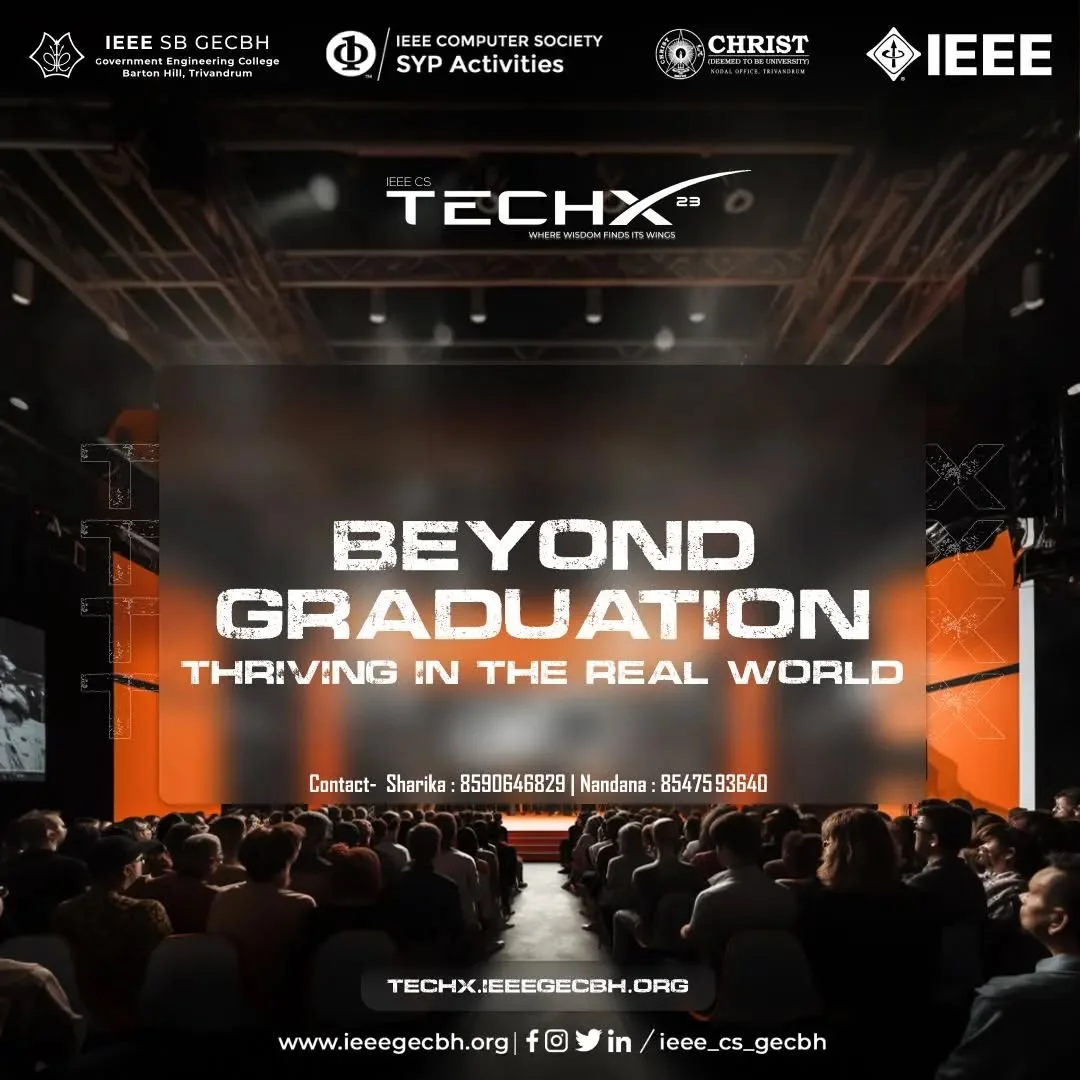 IEEE SB GECBH
Government Engineering College
Barton Hill, Trivandrum
IEEE COMPUTER SOCIETY
SYP Activities
CHRIST
(DEEMED TO BE UNIVERSITY)
NODAL OFFICE, TRIVANDRUM
IEEE
IEEE CS
TECHX 23
WHERE WISDOM FINDS ITS WINGS
BEYOND
GRADUATION
THRIVING IN THE REAL WORLD
Contact- Sharika : 8590646829 | Nandana : 8547593640
TECHX.IEEEGECBH.ORG
www.ieeegecbh.org| /ieee_cs_gecbh